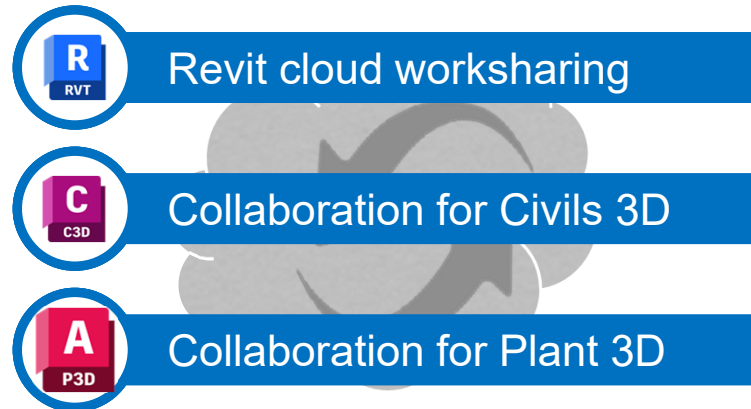 R
RVT
Revit cloud worksharing
C
C3D
Collaboration for Civils 3D
A
P3D
Collaboration for Plant 3D